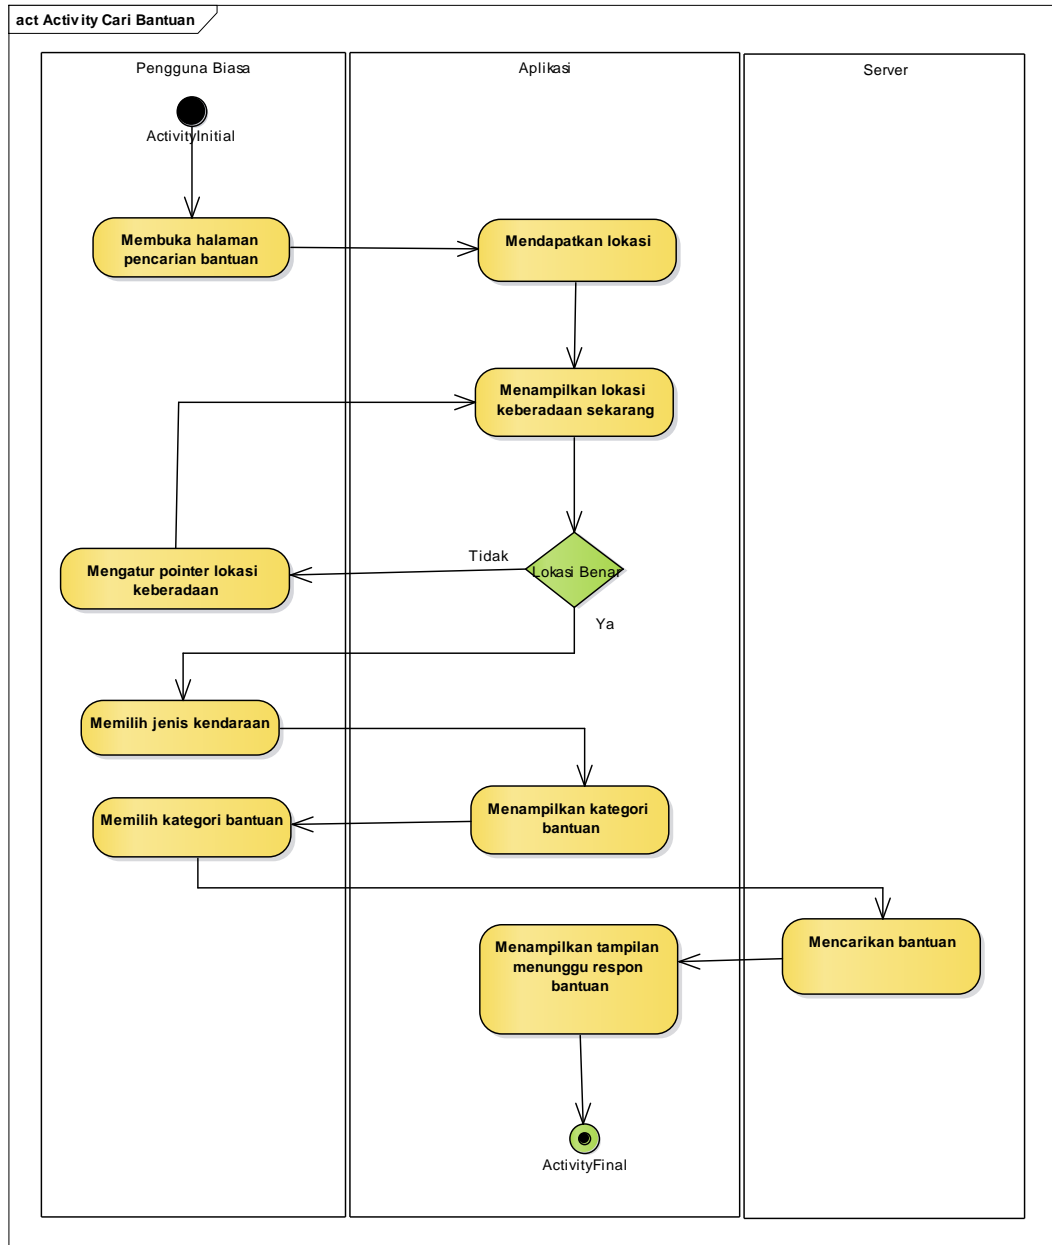 act Activity Cari Bantuan
Pengguna Biasa
Aplikasi
Server
ActivityInitial
Membuka halaman
pencarian bantuan
Mendapatkan lokasi
Menampilkan lokasi
keberadaan sekarang
Tidak
Lokasi Benar
Mengatur pointer lokasi
keberadaan
Ya
Memilih jenis kendaraan
Menampilkan kategori
bantuan
Memilih kategori bantuan
Mencarikan bantuan
Menampilkan tampilan
menunggu respon
bantuan
ActivityFinal